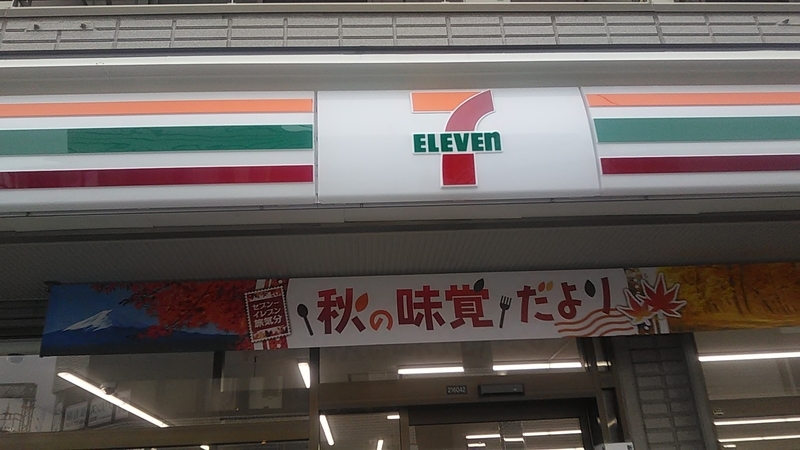 7
ELEVEn
セブン-
イレブン
旅気分
秋の味覚だより